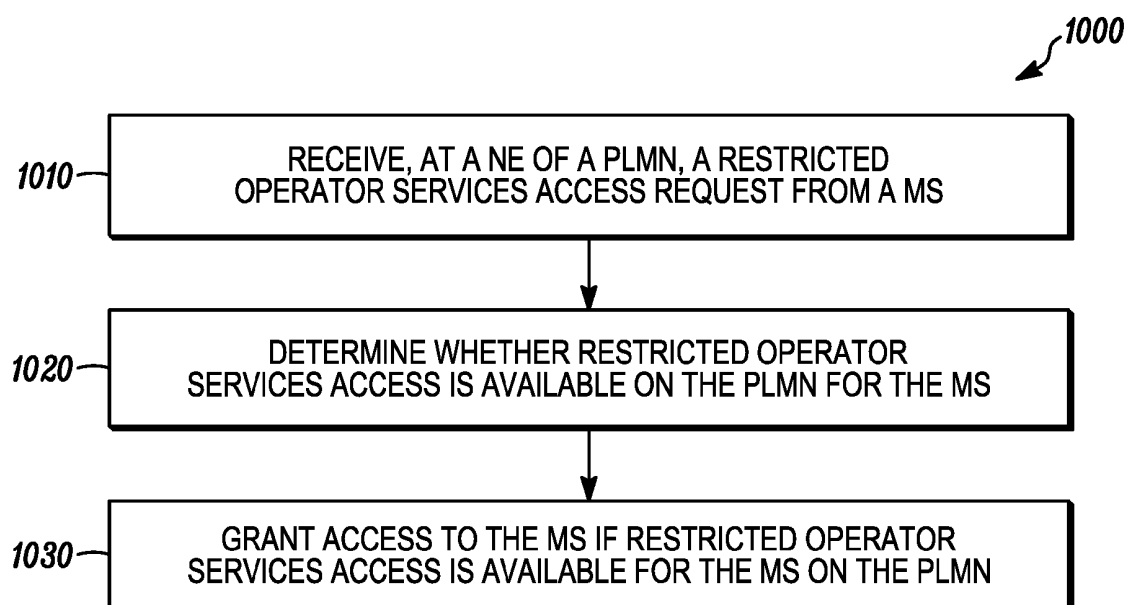 1000
1010
RECEIVE, AT A NE OF A PLMN, A RESTRICTED
OPERATOR SERVICES ACCESS REQUEST FROM A MS
1020
DETERMINE WHETHER RESTRICTED OPERATOR
SERVICES ACCESS IS AVAILABLE ON THE PLMN FOR THE MS
1030
GRANT ACCESS TO THE MS IF RESTRICTED OPERATOR
SERVICES ACCESS IS AVAILABLE FOR THE MS ON THE PLMN